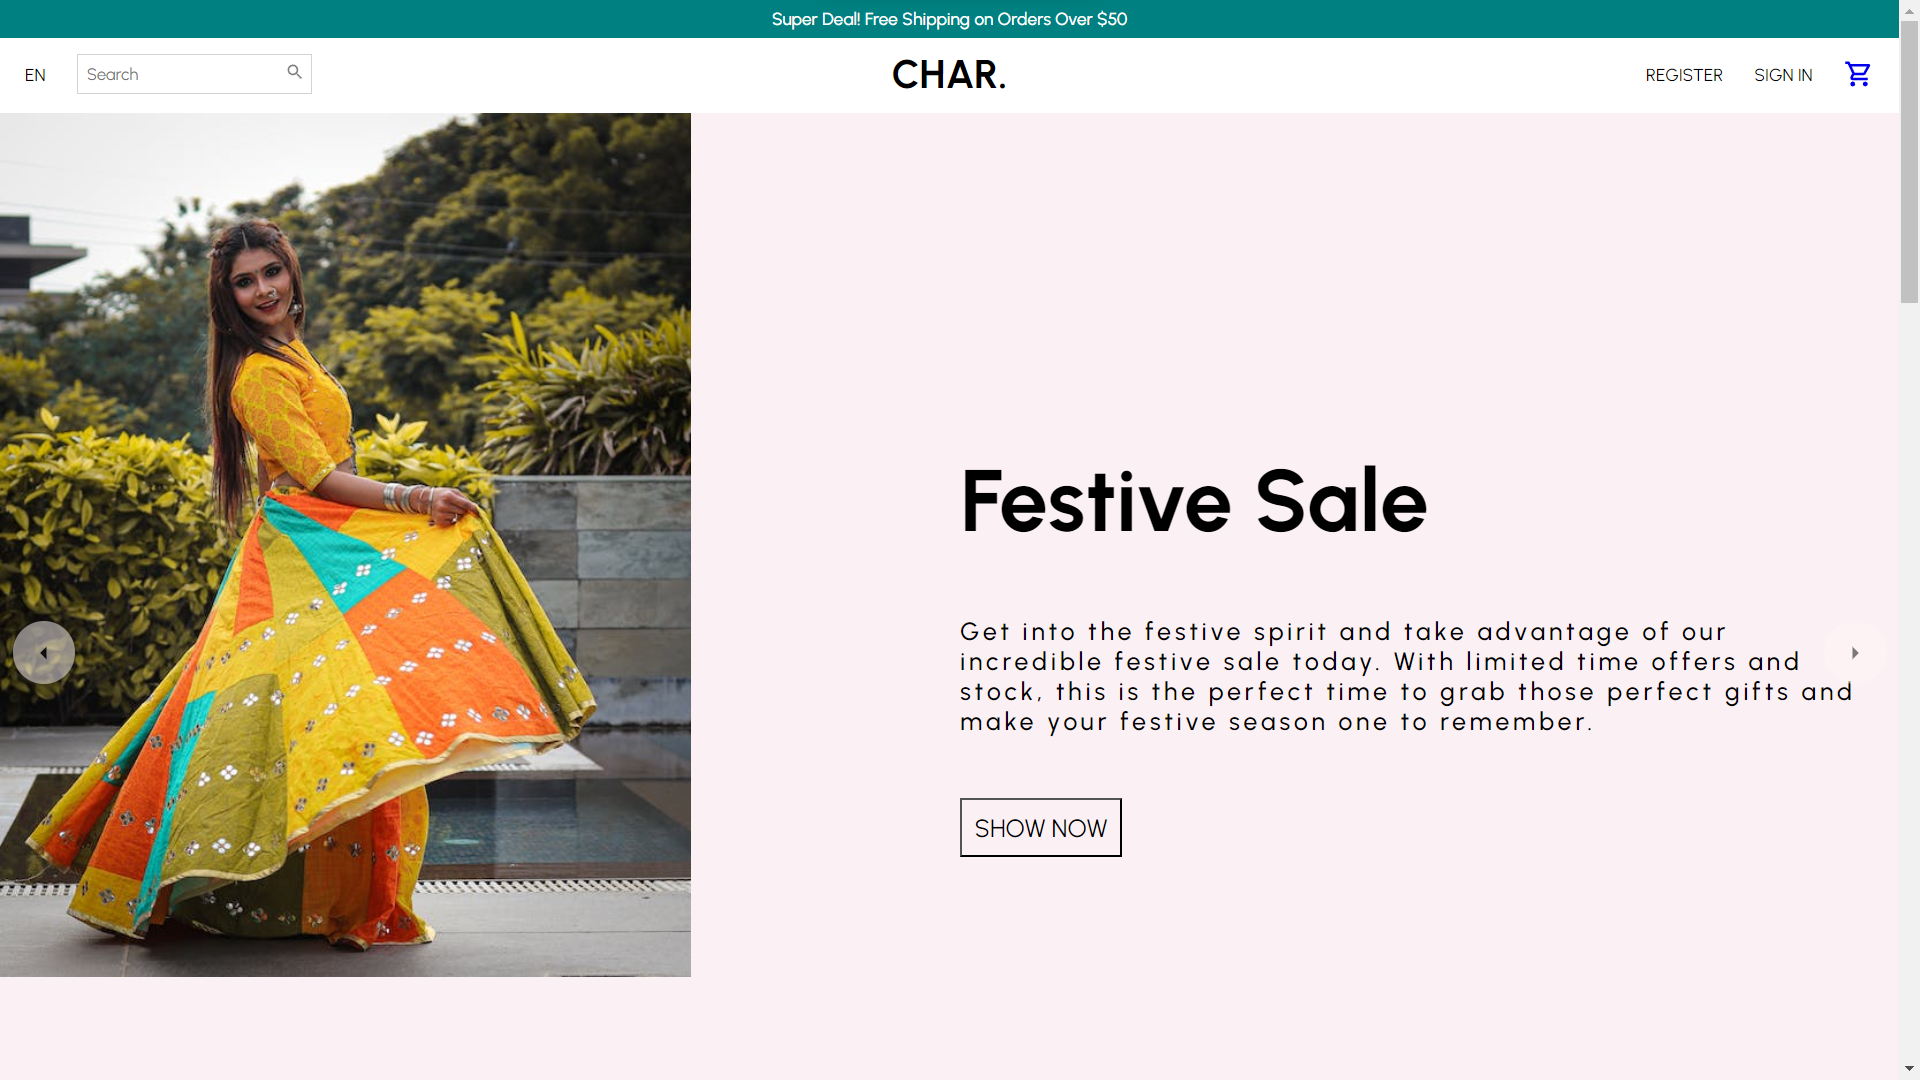 Super Deal! Free Shipping on Orders Over $50
EN
Search
CHAR.
REGISTER
SIGN IN
Festive Sale
Get into the festive spirit and take advantage of our
incredible festive sale today. With limited time offers and
stock, this is the perfect time to grab those perfect gifts and
make your festive season one to remember.
SHOW NOW